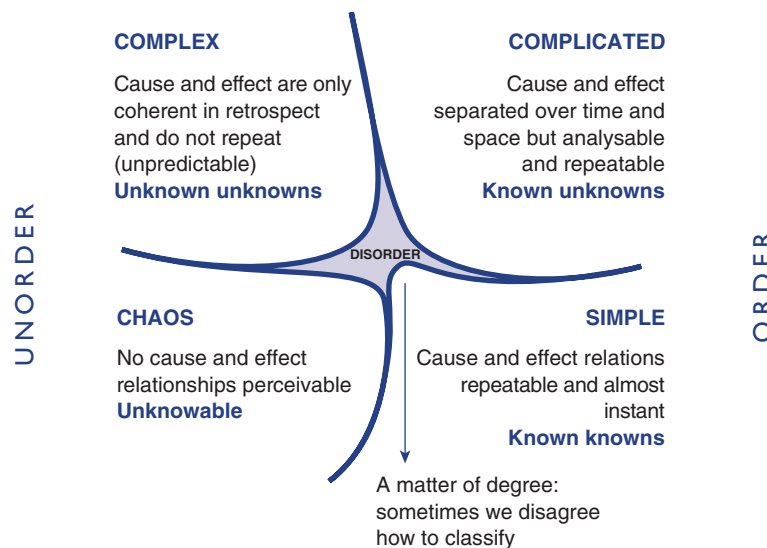 COMPLEX
Cause and effect are only
coherent in retrospect
and do not repeat
(unpredictable)
Unknown unknowns
COMPLICATED
Cause and effect
separated over time and
space but analysable
and repeatable
Known unknowns
UNORDER
DISORDER
ORDER
CHAOS
No cause and effect
relationships perceivable
Unknowable
SIMPLE
Cause and effect relations
repeatable and almost
instant
Known knowns
A matter of degree:
sometimes we disagree
how to classify